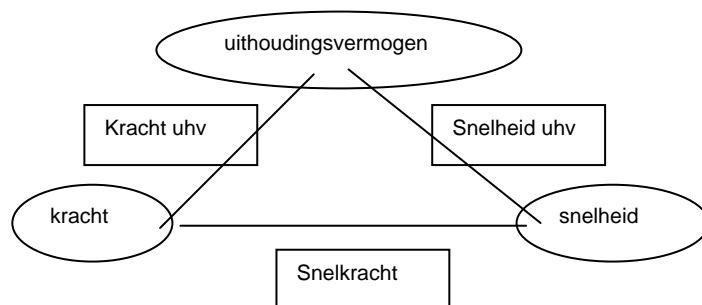 uithoudingsvermogen
Kracht uhv
Snelheid uhv
kracht
snelheid
Snelkracht